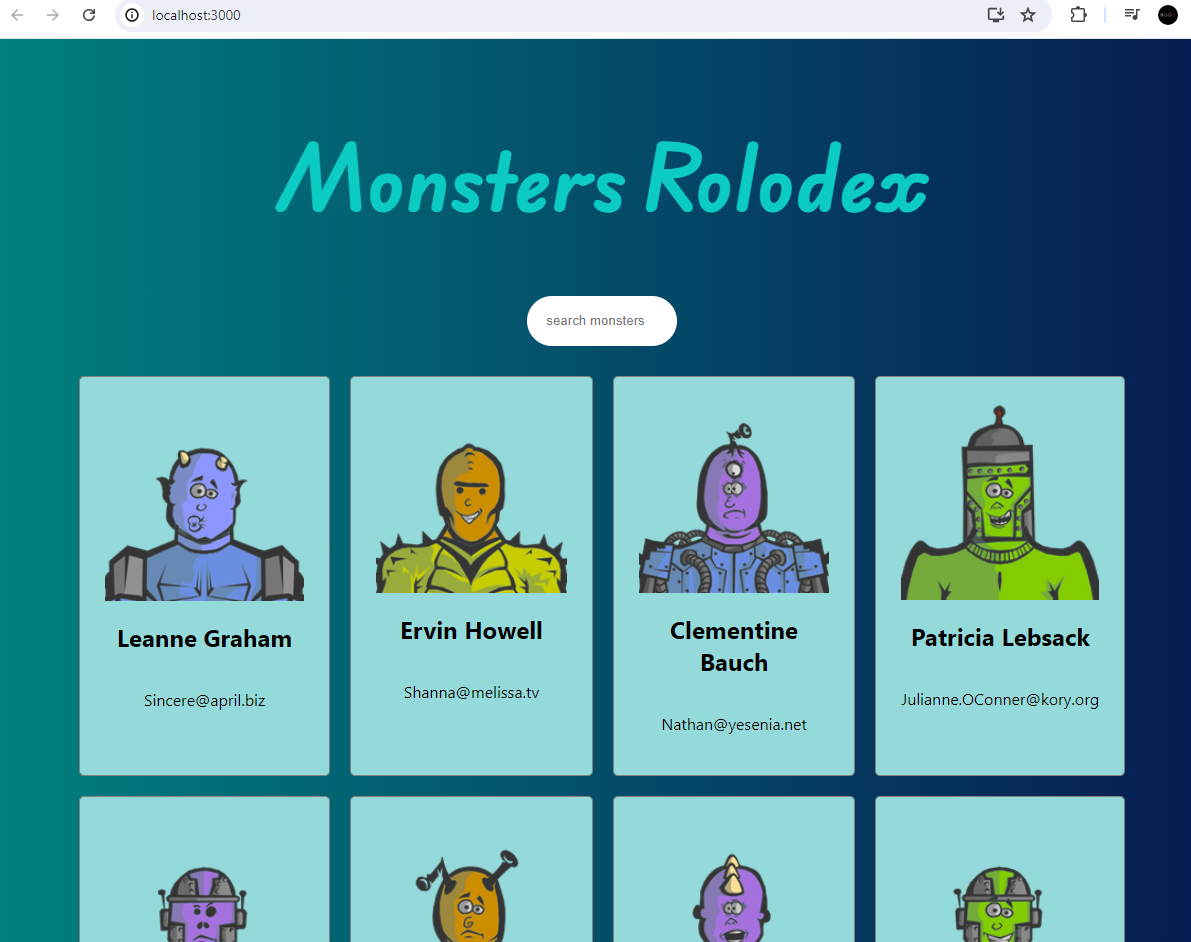 localhost:3000
Monsters Rolodex
search monsters
Leanne Graham
Sincere@april.biz
Ervin Howell
Shanna@melissa.tv
Clementine
Bauch
Nathan@yesenia.net
Patricia Lebsack
Julianne.OConner@kory.org